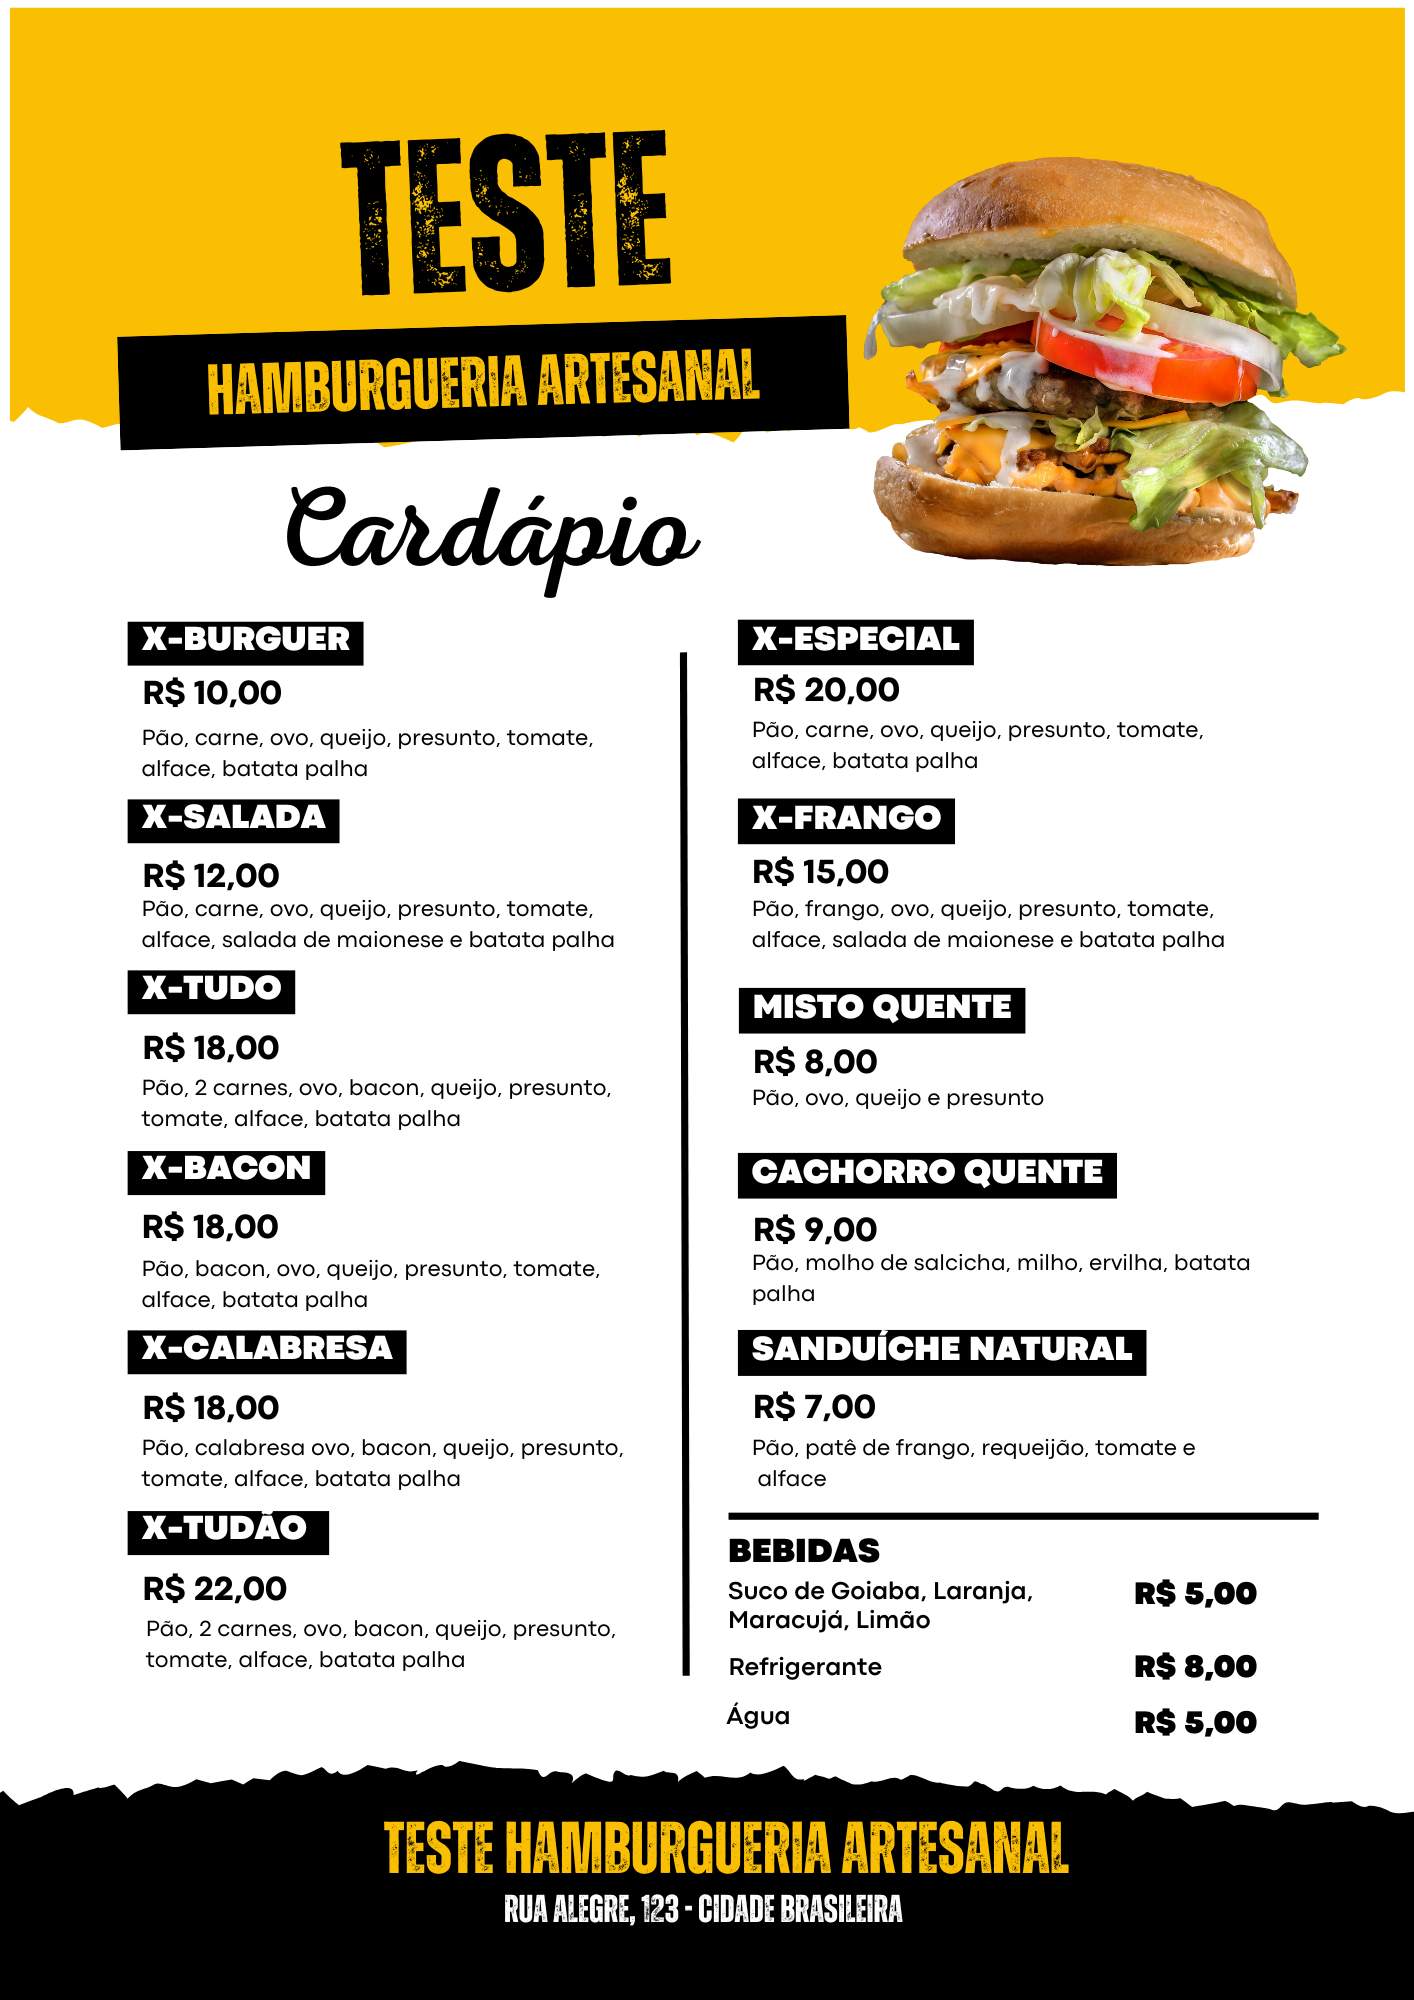 TESTE
HAMBURGUERIA ARTESANAL
Cardápio
X-BURGUER
R$ 10,00
Pão, carne, ovo, queijo, presunto, tomate,
alface, batata palha
X-SALADA
R$ 12,00
Pão, carne, ovo, queijo, presunto, tomate,
alface, salada de maionese e batata palha
X-TUDO
R$ 18,00
Pão, 2 carnes, ovo, bacon, queijo, presunto,
tomate, alface, batata palha
X-BACON
R$ 18,00
Pão, bacon, ovo, queijo, presunto, tomate,
alface, batata palha
X-CALABRESA
R$ 18,00
Pão, calabresa ovo, bacon, queijo, presunto,
tomate, alface, batata palha
X-TUDÃO
R$ 22,00
Pão, 2 carnes, ovo, bacon, queijo, presunto,
tomate, alface, batata palha
X-ESPECIAL
R$ 20,00
Pão, carne, ovo, queijo, presunto, tomate,
alface, batata palha
X-FRANGO
R$ 15,00
Pão, frango, ovo, queijo, presunto, tomate,
alface, salada de maionese e batata palha
MISTO QUENTE
R$ 8,00
Pão, ovo, queijo e presunto
CACHORRO QUENTE
R$ 9,00
Pão, molho de salcicha, milho, ervilha, batata
palha
SANDUÍCHE NATURAL
R$ 7,00
Pão, patê de frango, requeijão, tomate e
alface
BEBIDAS
Suco de Goiaba, Laranja,
Maracujá, Limão
R$ 5,00
Refrigerante
R$ 8,00
Água
R$ 5,00
TESTE HAMBURGUERIA ARTESANAL
RUA ALEGRE, 123 - CIDADE BRASILEIRA